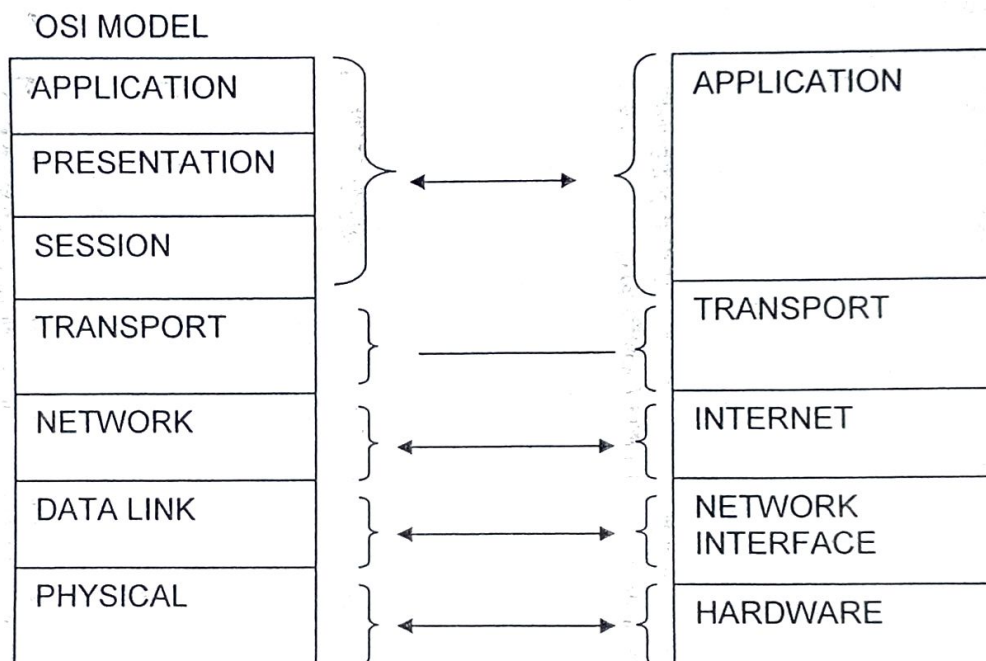 OSI MODEL
APPLICATION
PRESENTATION
SESSION
TRANSPORT
NETWORK
DATA LINK
PHYSICAL
APPLICATION
TRANSPORT
INTERNET
NETWORK
INTERFACE
HARDWARE